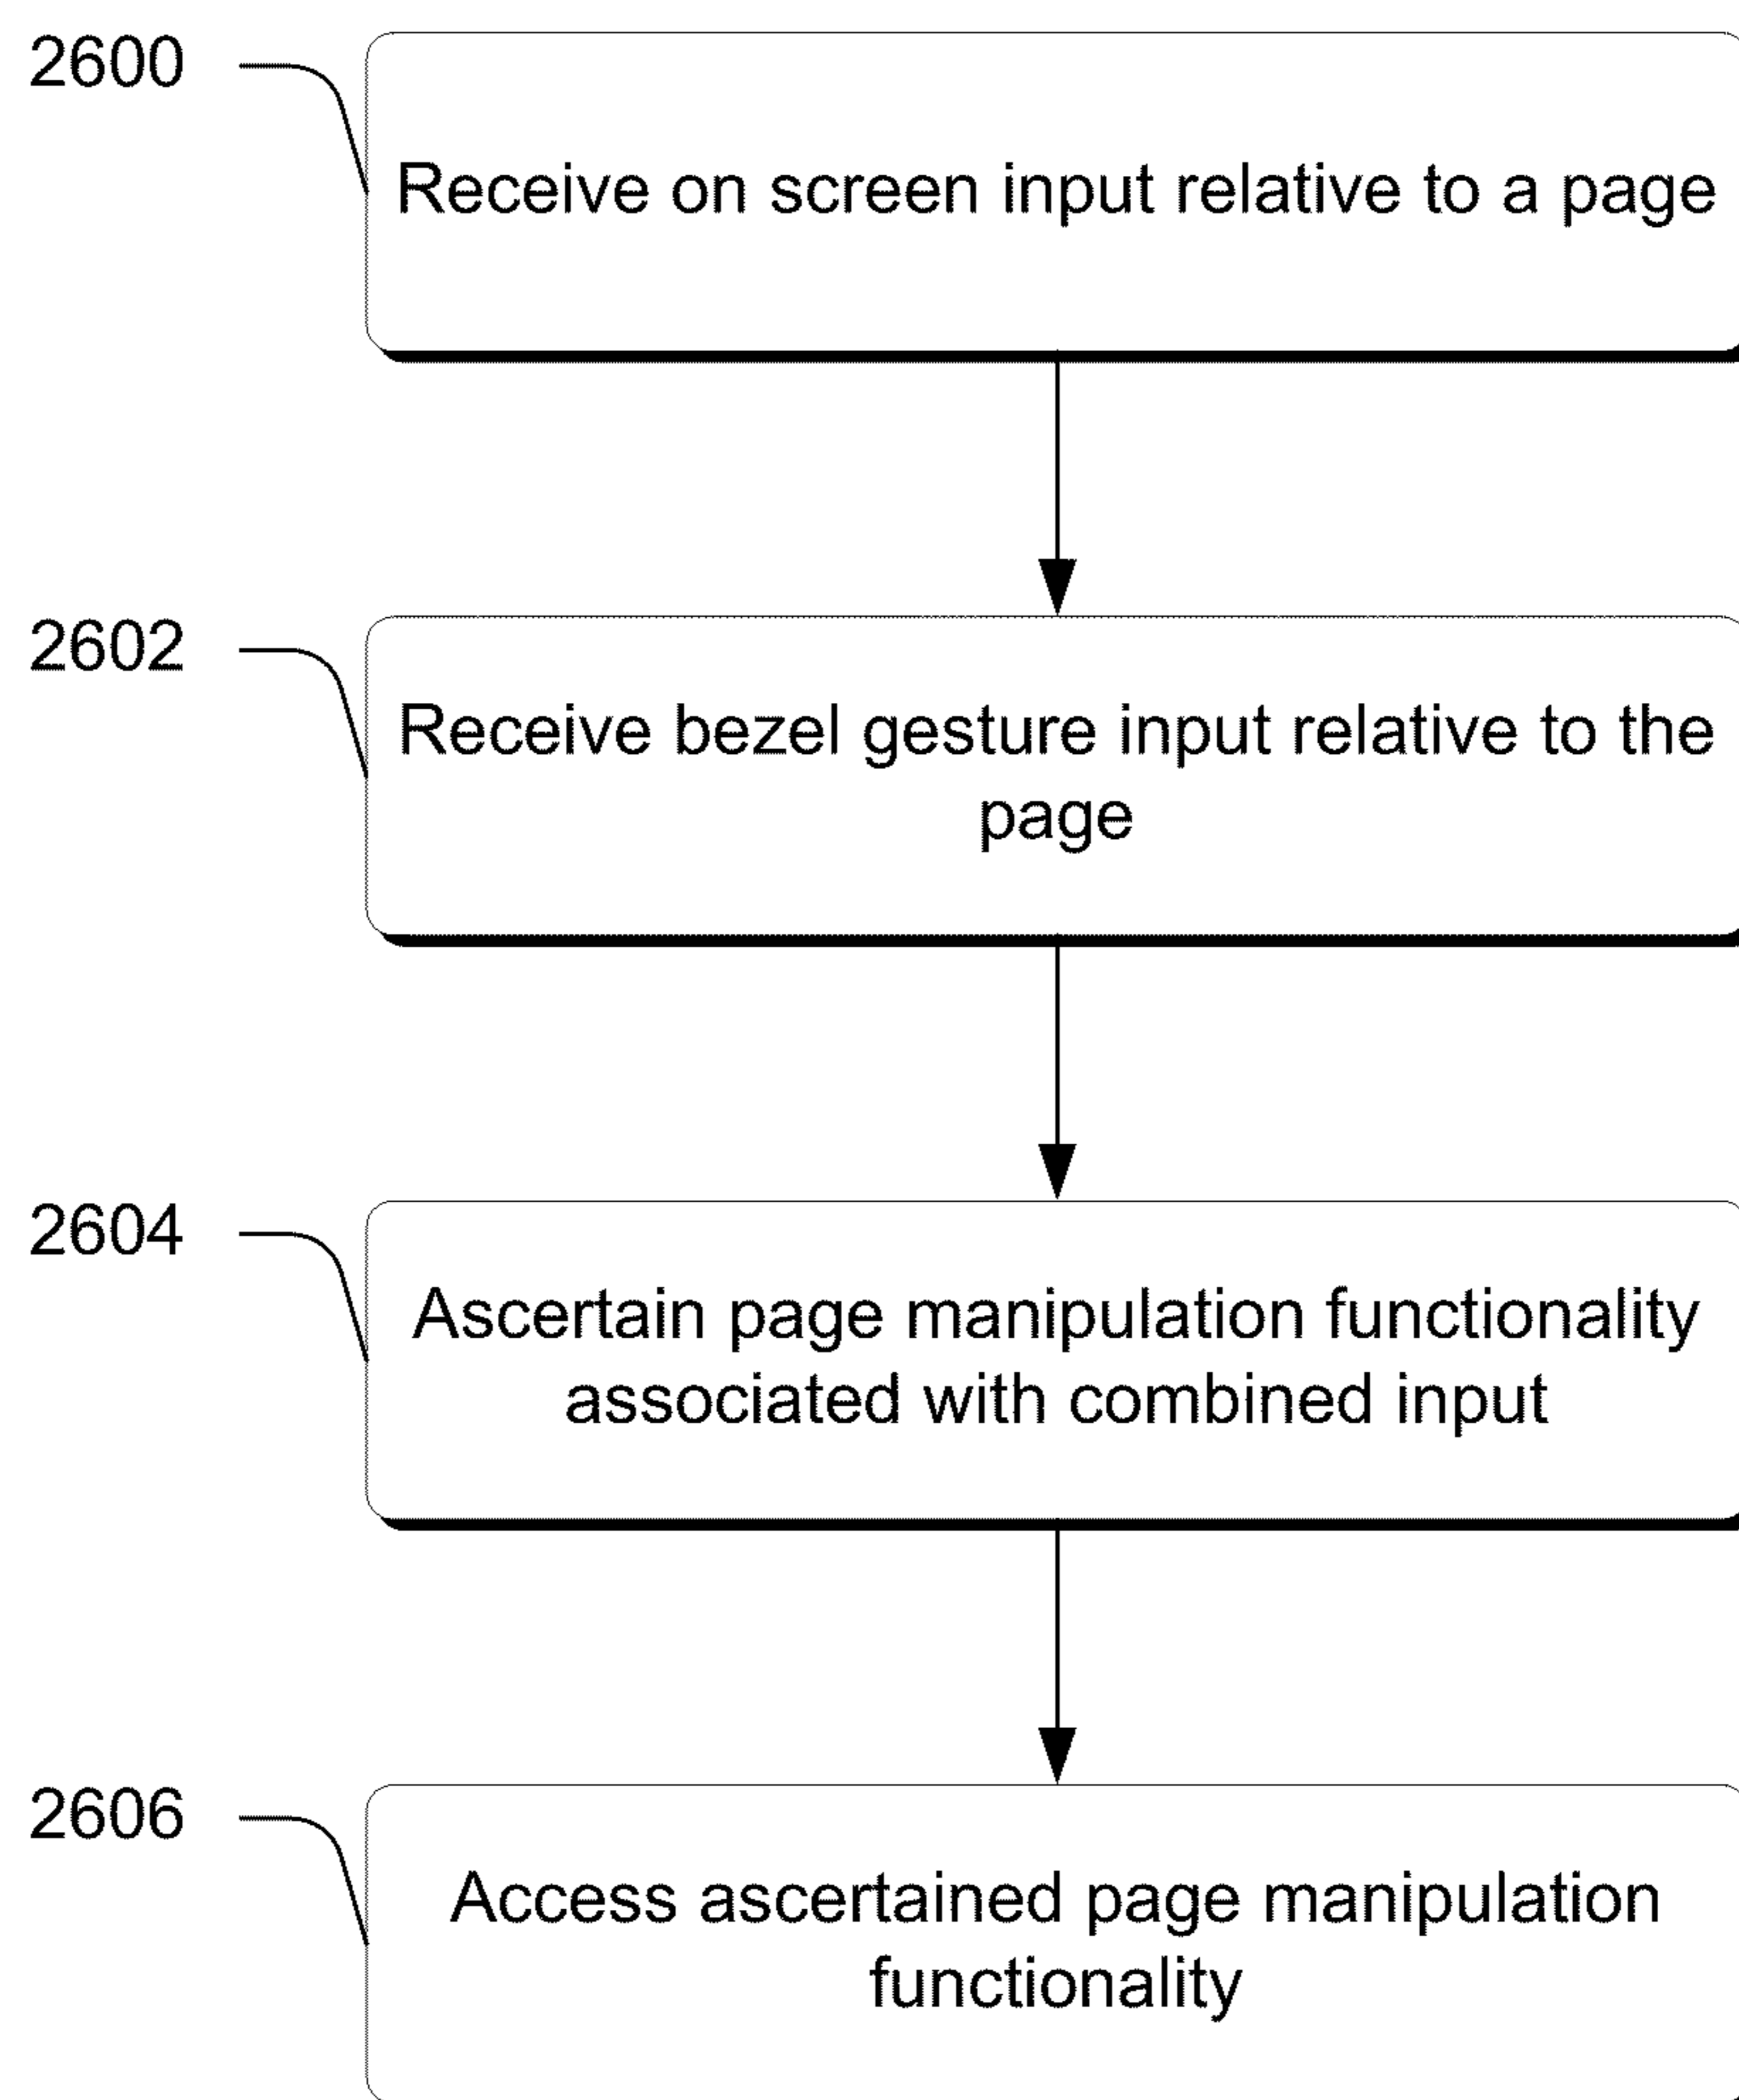 2600
Receive on screen input relative to a page
2602
Receive bezel gesture input relative to the
page
2604
Ascertain page manipulation functionality
associated with combined input
2606
Access ascertained page manipulation
functionality